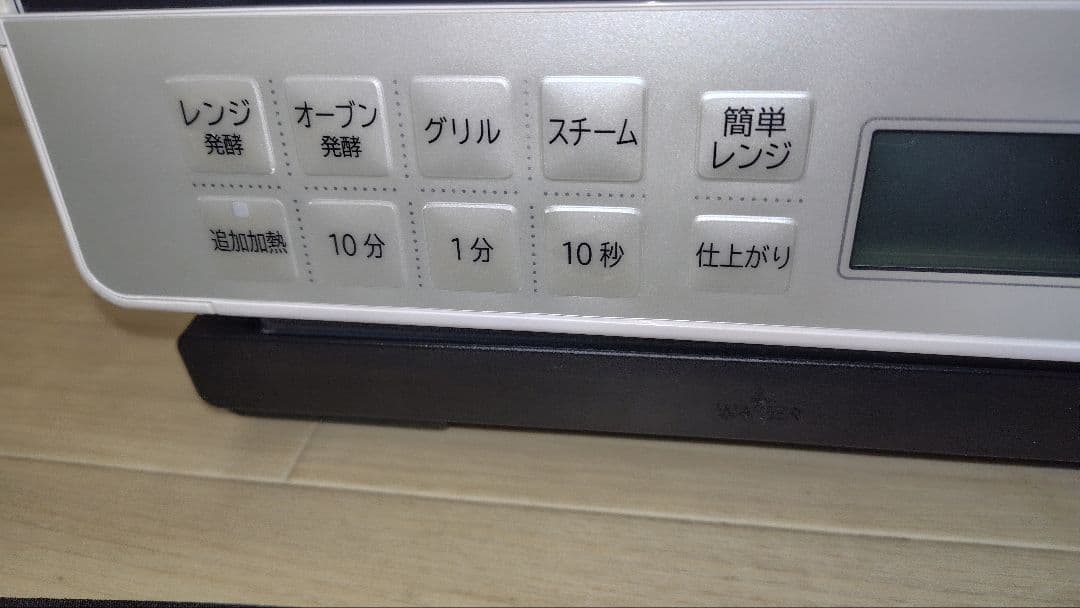 レンジ
発酵
オーブン
発酵
グリル
スチーム
簡単
レンジ
追加加熱
10分
1分
10秒
仕上がり